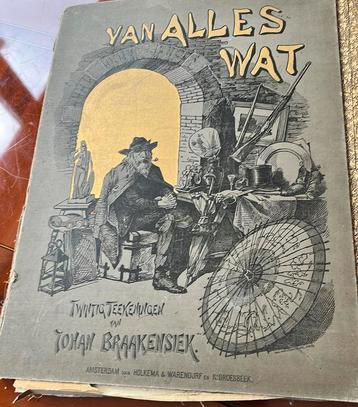 VAN ALLES
WAT
TWINTIG TEEKENINGEN
VAN
JOHAN BRAAKENSIEK.
AMSTERDAM VAN HOLKEMA & WARENDORF EN K. GROESBEEK.